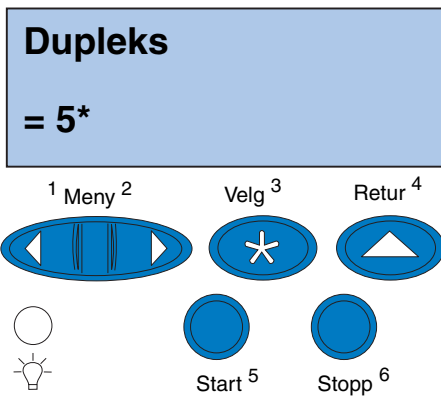 Dupleks
= 5*
1 Meny 2
Velg 3
Retur 4
Start 5
Stopp 6